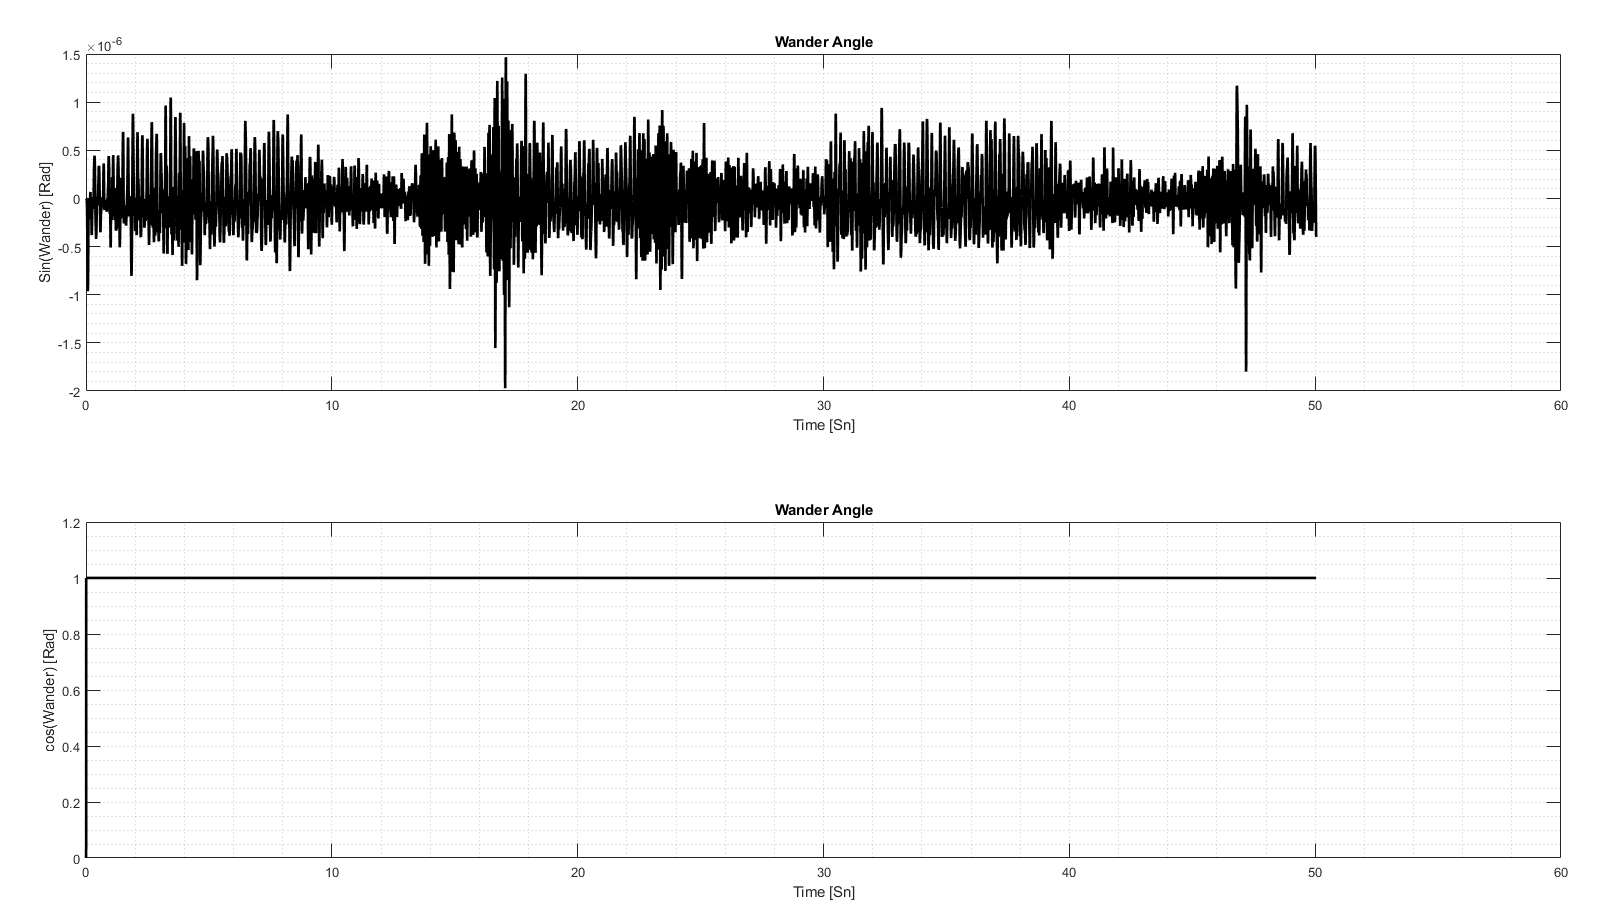 Wander Angle
×10-6
1.5
1
0.5
0
-0.5
-1
-1.5
-2
Sin(Wander) [Rad]
0 10 20 30 40 50 60
Time [Sn]
Wander Angle
1.2
1
0.8
0.6
0.4
0.2
0
cos(Wander) [Rad]
0 10 20 30 40 50 60
Time [Sn]